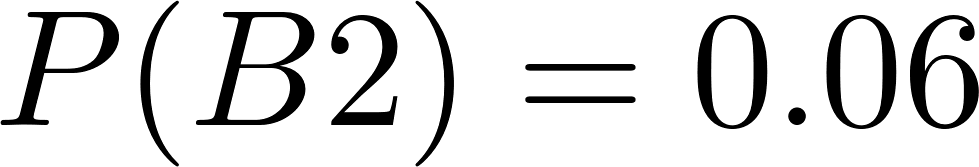 P(B2) = 0.06